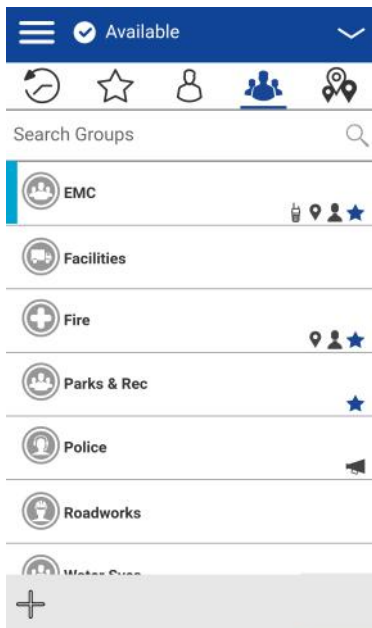 Available
Search Groups
EMC
Facilities
Fire
Parks & Rec
Police
Roadworks